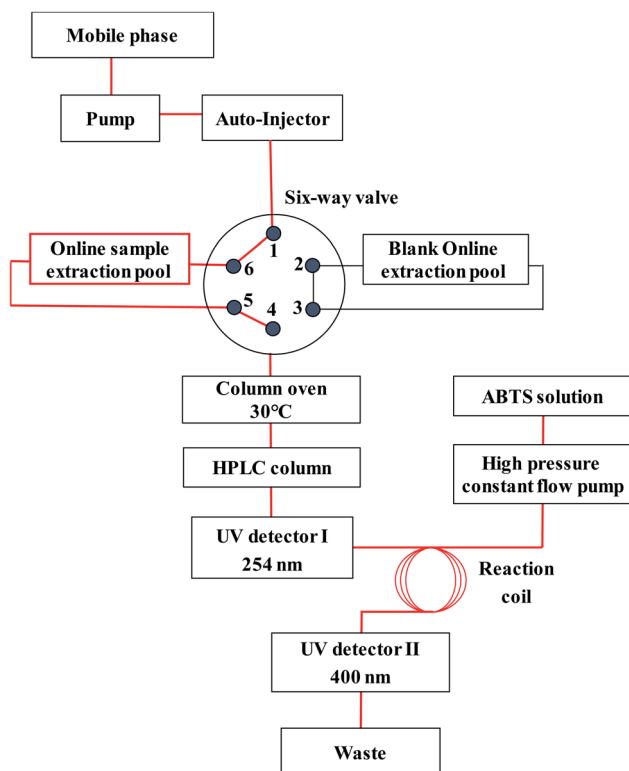 Mobile phase
Pump
Auto-Injector
Six-way valve
Online sample
extraction pool
1
6
2
Blank Online
extraction pool
5
4
3
Column oven
30°C
ABTS solution
HPLC column
High pressure
constant flow pump
UV detector I
254 nm
Reaction
coil
UV detector II
400 nm
Waste